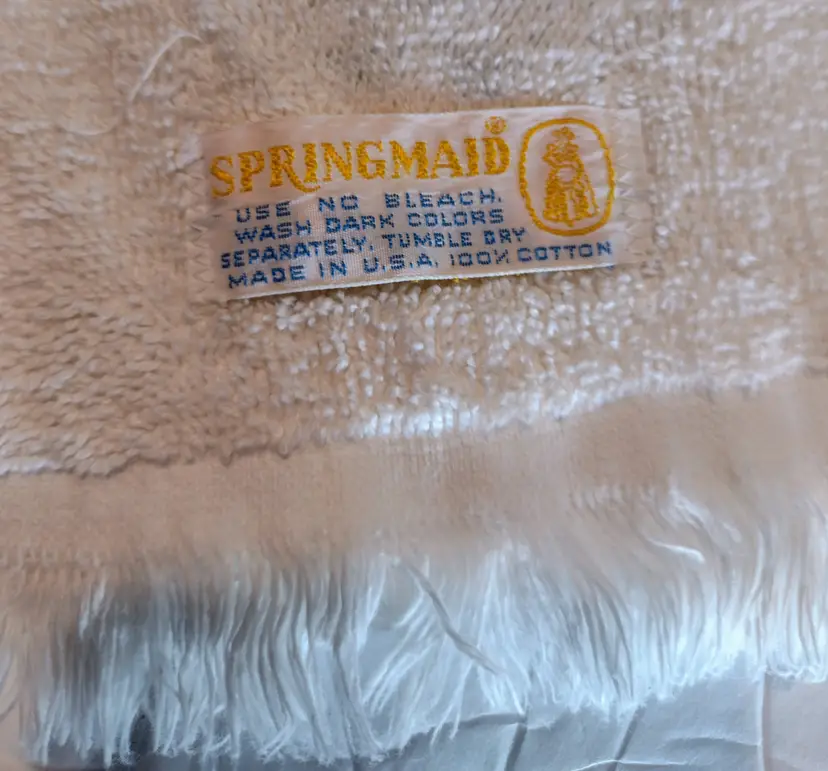 SPRINGMAID®
USE NO BLEACH.
WASH DARK COLORS
SEPARATELY. TUMBLE DRY
MADE IN U.S.A. 100% COTTON